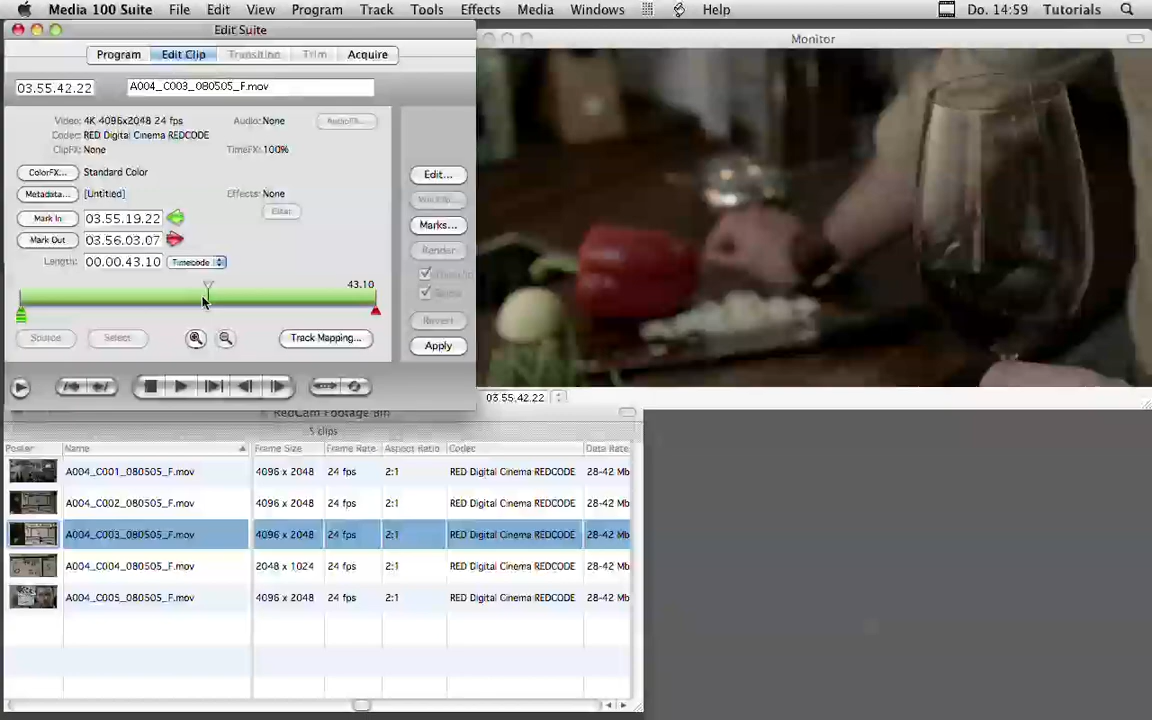 Media 100 Suite File Edit View Program Track Tools Effects Media Windows Help Do. 14:59 Tutorials
Edit Suite
Monitor
Program Edit Clip Transition Trim Acquire
03.55.42.22 A004_C003_080505_F.mov
Video: 4K 4096x2048 24 fps Audio: None AudioFX...
Codec: RED Digital Cinema REDCODE
ClipFX: None TimeFX: 100%
ColorFX... Standard Color Edit...
Metadata... [Untitled] Effects: None
Mark In 03.55.19.22 Marks...
Mark Out 03.56.03.07 Render
Length: 00.00.43.10 Timecode
43.10
Revert
Source Select Track Mapping... Apply
03.55.42.22
RedCam Footage Bin
5 clips
Poster Name Frame Size Frame Rate Aspect Ratio Codec Data Rate
A004_C001_080505_F.mov 4096 x 2048 24 fps 2:1 RED Digital Cinema REDCODE 28-42 Mb
A004_C002_080505_F.mov 4096 x 2048 24 fps 2:1 RED Digital Cinema REDCODE 28-42 Mb
A004_C003_080505_F.mov 4096 x 2048 24 fps 2:1 RED Digital Cinema REDCODE 28-42 Mb
A004_C004_080505_F.mov 2048 x 1024 24 fps 2:1 RED Digital Cinema REDCODE 28-42 Mb
A004_C005_080505_F.mov 4096 x 2048 24 fps 2:1 RED Digital Cinema REDCODE 28-42 Mb